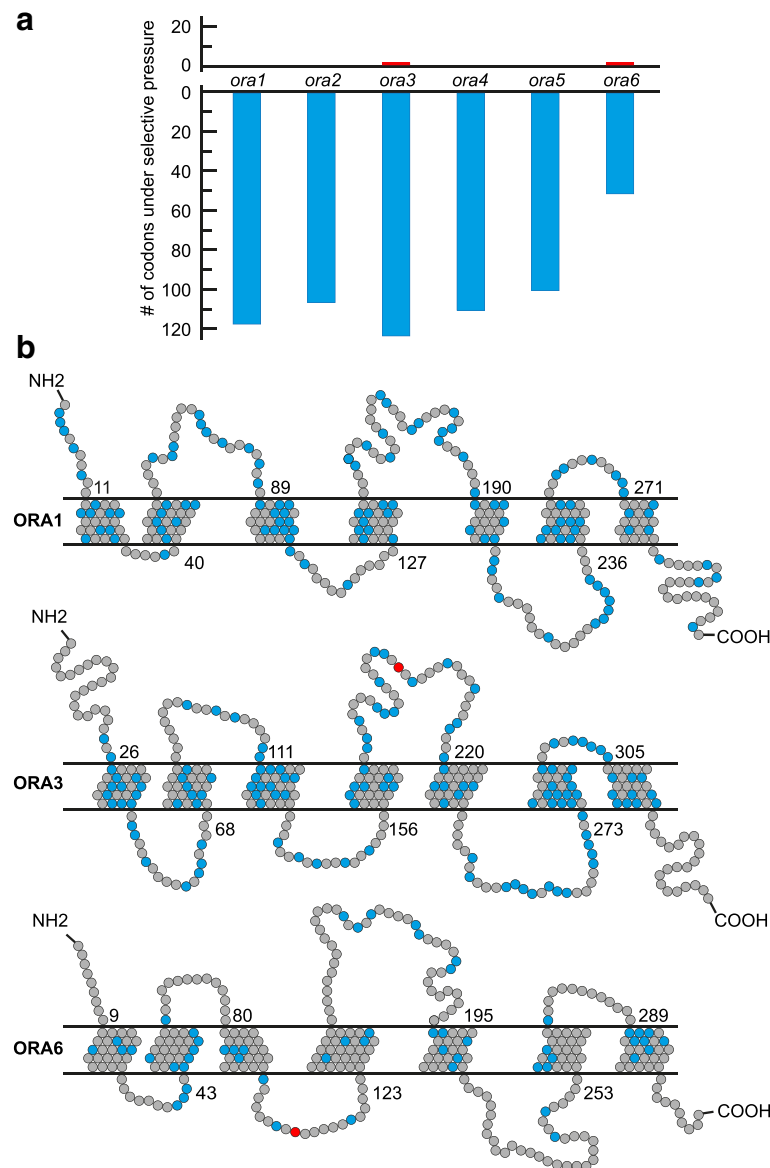 a
# of codons under selective pressure
20
0
ora1 ora2 ora3 ora4 ora5 ora6
0
20
40
60
80
100
120
b
NH2
11 89 190 271
ORA1
40 127 236
COOH
NH2
26 111 220 305
ORA3
68 156 273
COOH
NH2
9 80 195 289
ORA6
43 123 253
COOH